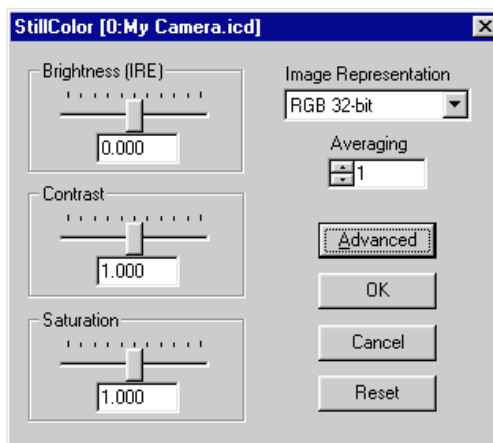 StillColor [0:My Camera.icd]
Brightness (IRE)
0.000
Contrast
1.000
Saturation
1.000
Image Representation
RGB 32-bit
Averaging
1
Advanced
OK
Cancel
Reset